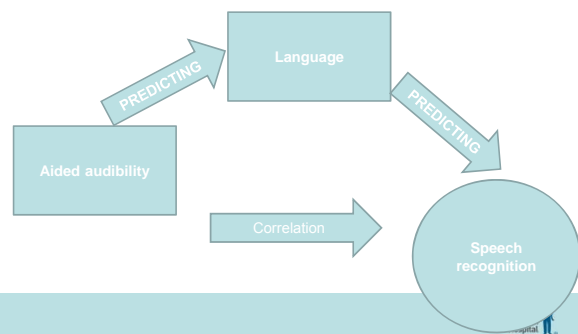 Language
PREDICTING
PREDICTING
Aided audibility
Correlation
Speech
recognition